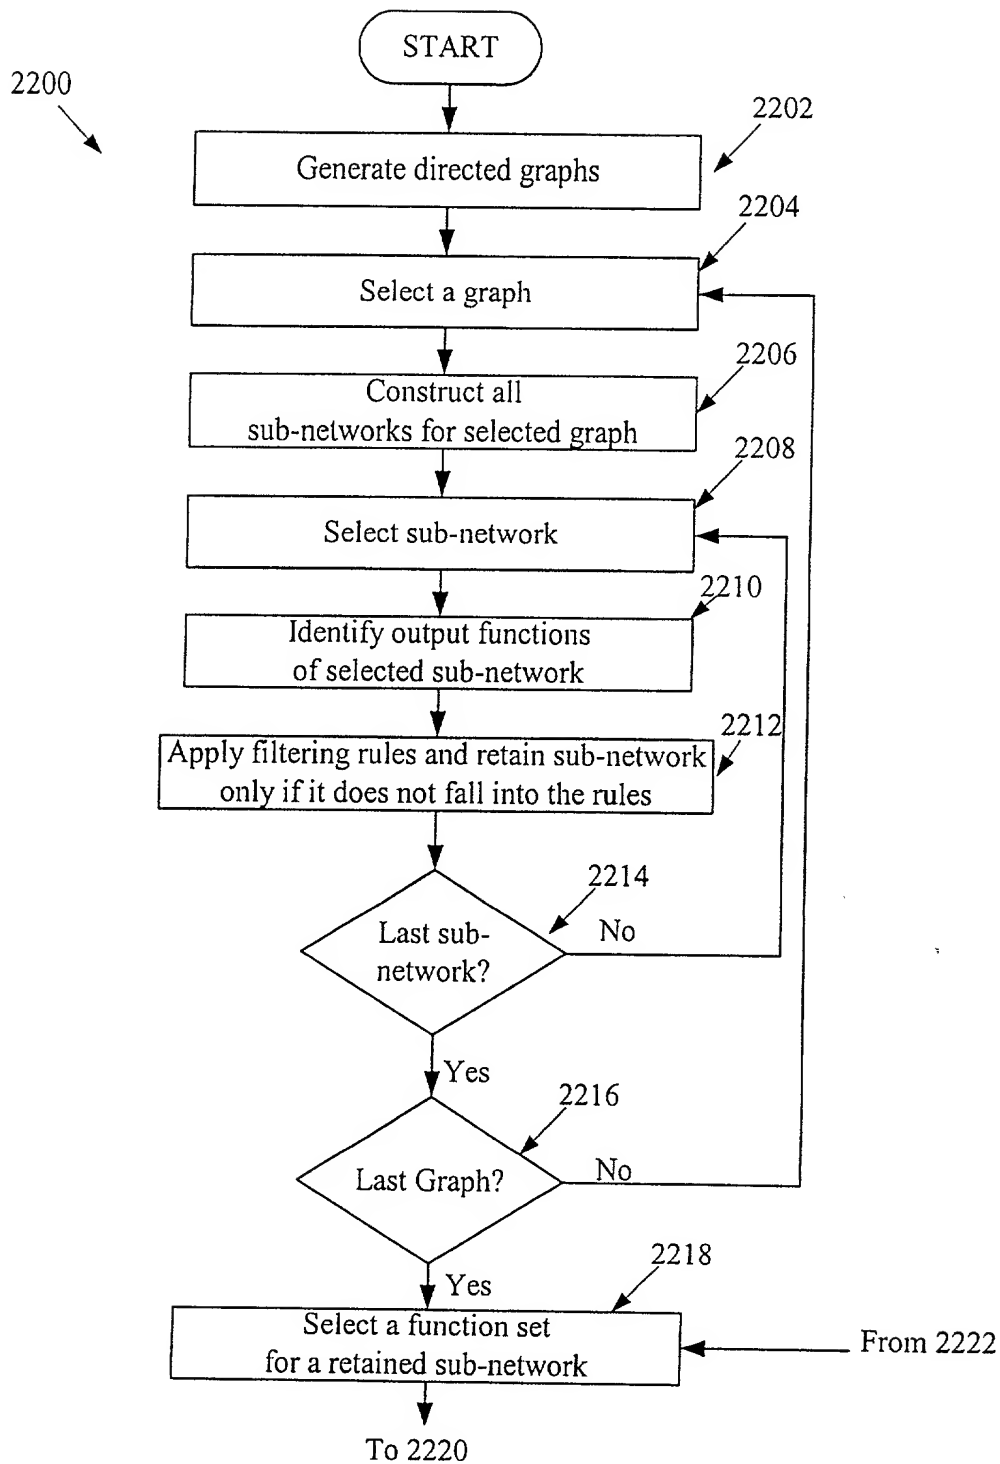 START
2200
2202
Generate directed graphs
2204
Select a graph
2206
Construct all
sub-networks for selected graph
2208
Select sub-network
2210
Identify output functions
of selected sub-network
2212
Apply filtering rules and retain sub-network
only if it does not fall into the rules
2214
Last sub-
network?
No
Yes
2216
Last Graph?
No
Yes
2218
Select a function set
for a retained sub-network
From 2222
To 2220